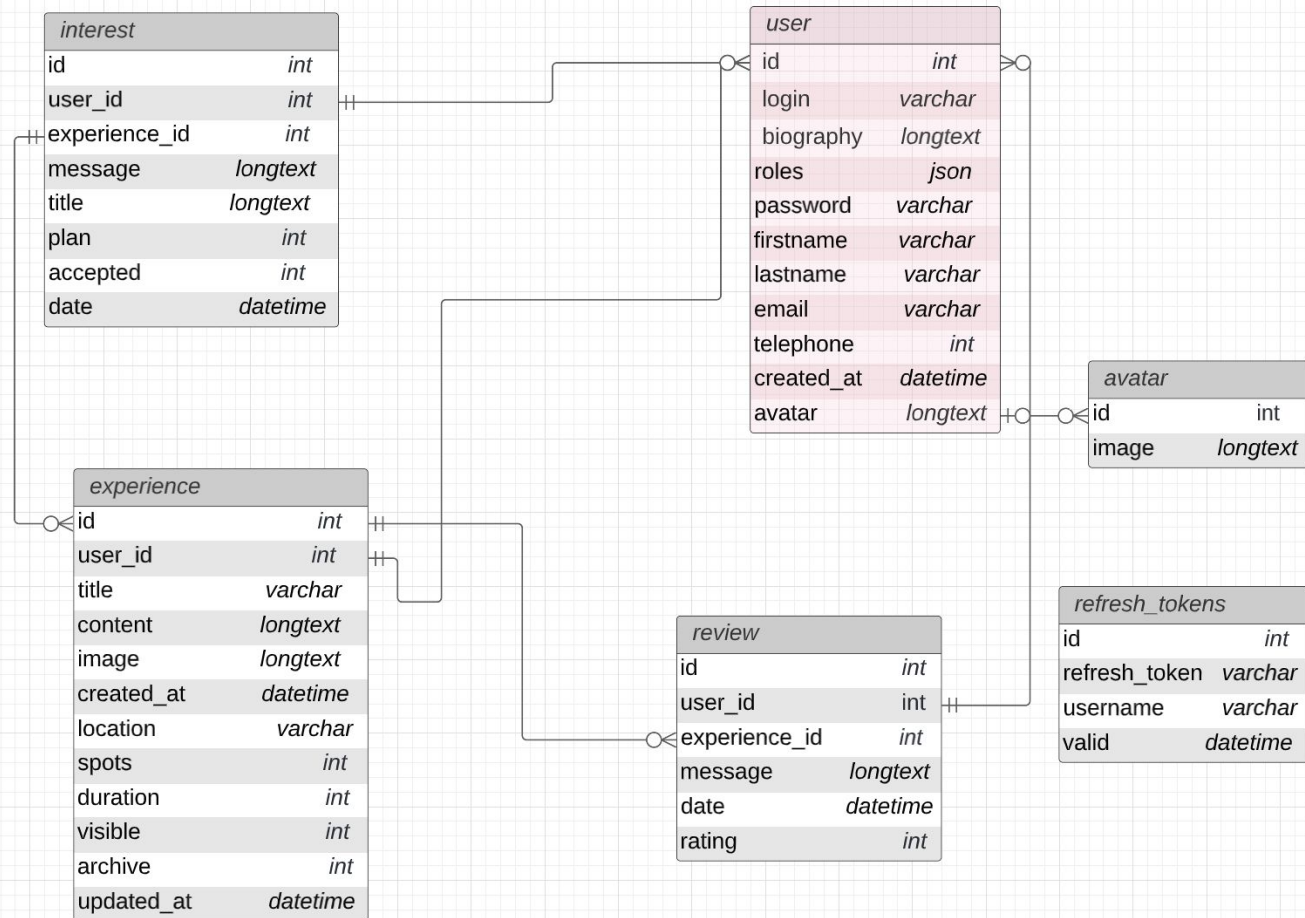 interest
id int
user_id int
experience_id int
message longtext
title longtext
plan int
accepted int
date datetime
user
id int
login varchar
biography longtext
roles json
password varchar
firstname varchar
lastname varchar
email varchar
telephone int
created_at datetime
avatar longtext
avatar
id int
image longtext
experience
id int
user_id int
title varchar
content longtext
image longtext
created_at datetime
location varchar
spots int
duration int
visible int
archive int
updated_at datetime
review
id int
user_id int
experience_id int
message longtext
date datetime
rating int
refresh_tokens
id int
refresh_token varchar
username varchar
valid datetime